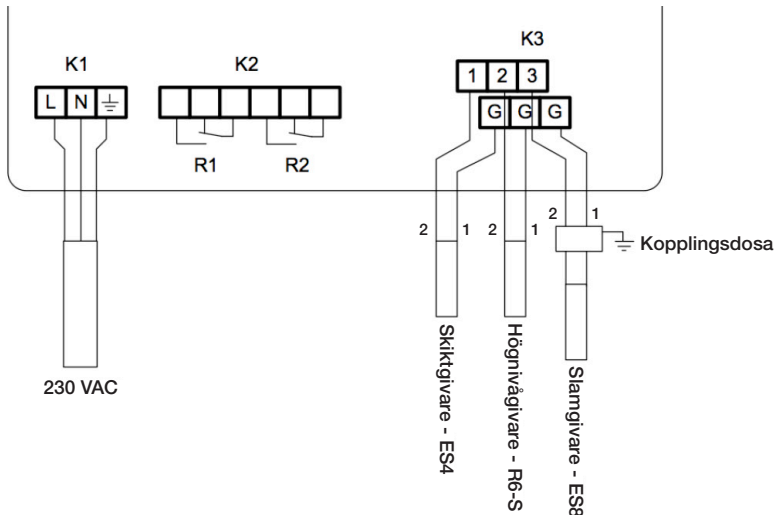 K1
K2
K3
L N
1 2 3
G G G
R1 R2
2 1 2 1 2 1
Kopplingsdosa
230 VAC
Skiktgivare - ES4
Högnivågivare - R6-S
Slamgivare - ES8